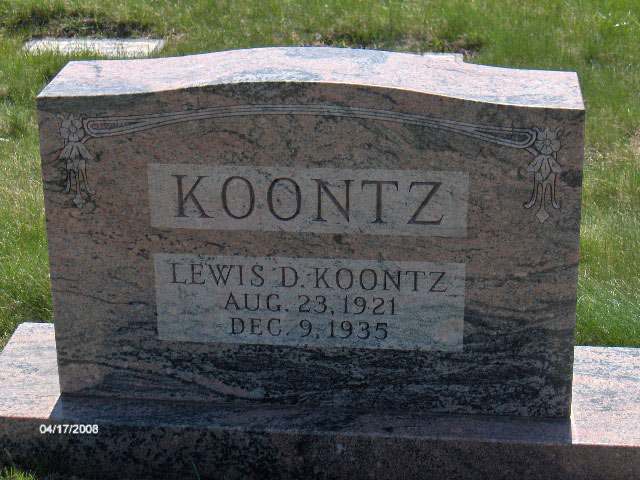 KOONTZ
LEWIS D. KOONTZ
AUG. 23, 1921
DEC. 9, 1935
04/17/2008